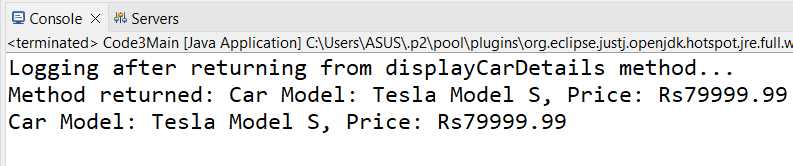 Console
Servers
<terminated> Code3Main [Java Application] C:\Users\ASUS\.p2\pool\plugins\org.eclipse.justj.openjdk.hotspot.jre.full.w
Logging after returning from displayCarDetails method...
Method returned: Car Model: Tesla Model S, Price: Rs79999.99
Car Model: Tesla Model S, Price: Rs79999.99